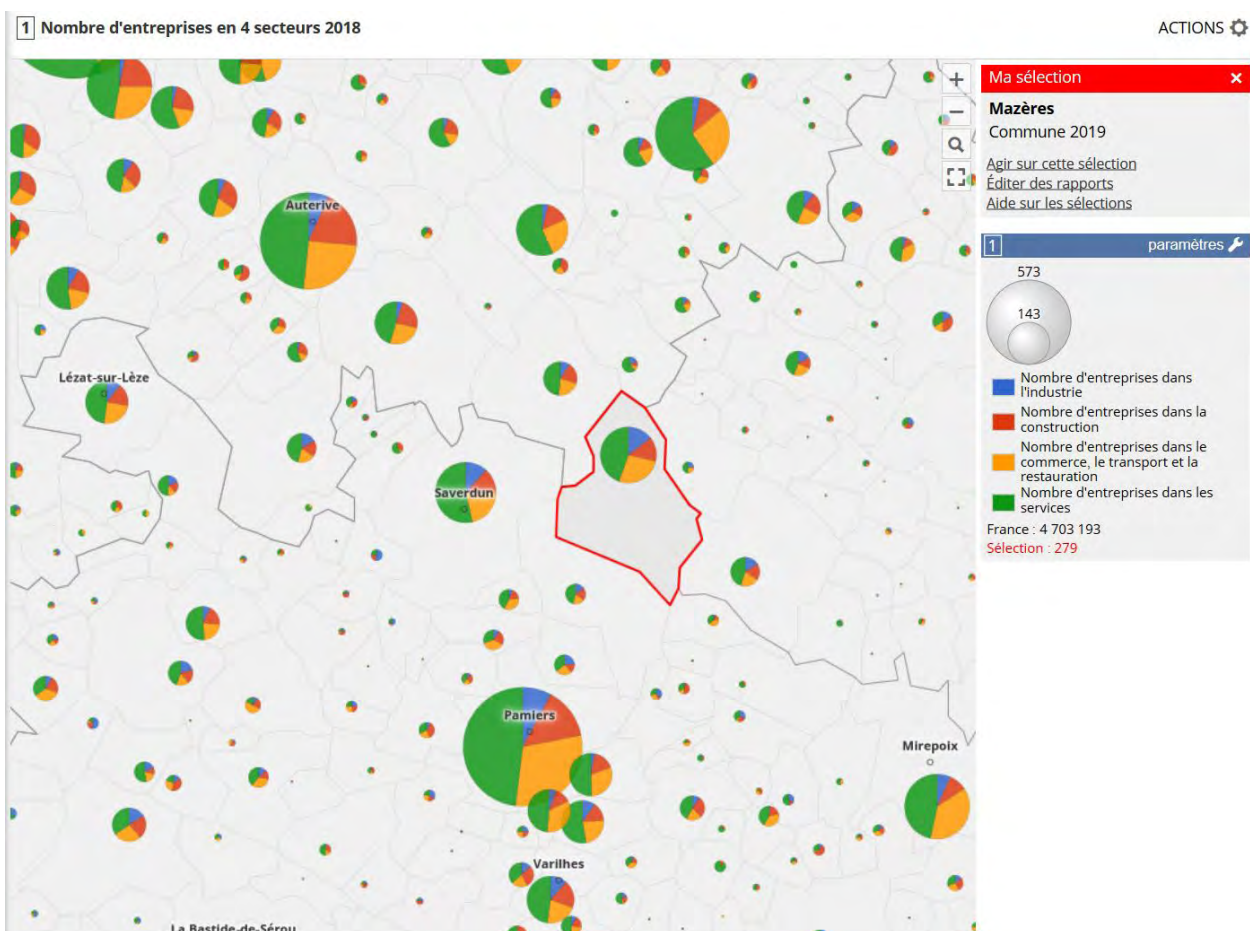 1 Nombre d'entreprises en 4 secteurs 2018
ACTIONS
Ma sélection
Mazères
Commune 2019
Agir sur cette sélection
Éditer des rapports
Aide sur les sélections
1 paramètres
573
143
Nombre d'entreprises dans
l'industrie
Nombre d'entreprises dans la
construction
Nombre d'entreprises dans le
commerce, le transport et la
restauration
Nombre d'entreprises dans les
services
France : 4 703 193
Sélection : 279
Auterive
Lézat-sur-Lèze
Saverdun
Pamiers
Mirepoix
Varilhes
La Bastide-de-Sérou